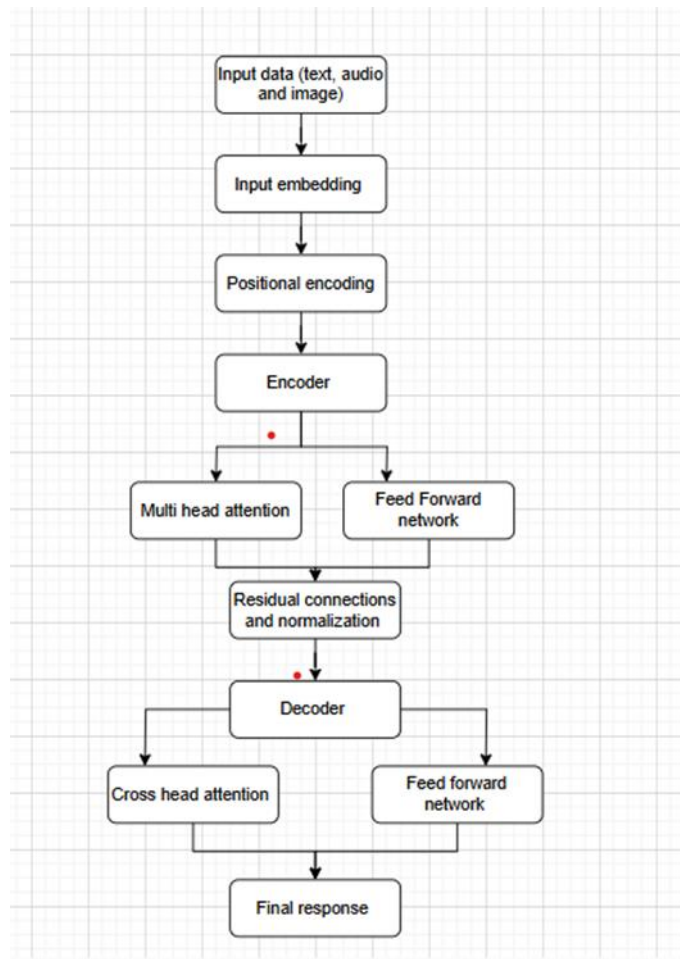 Input data (text, audio
and image)
Input embedding
Positional encoding
Encoder
Multi head attention
Feed Forward
network
Residual connections
and normalization
Decoder
Cross head attention
Feed forward
network
Final response